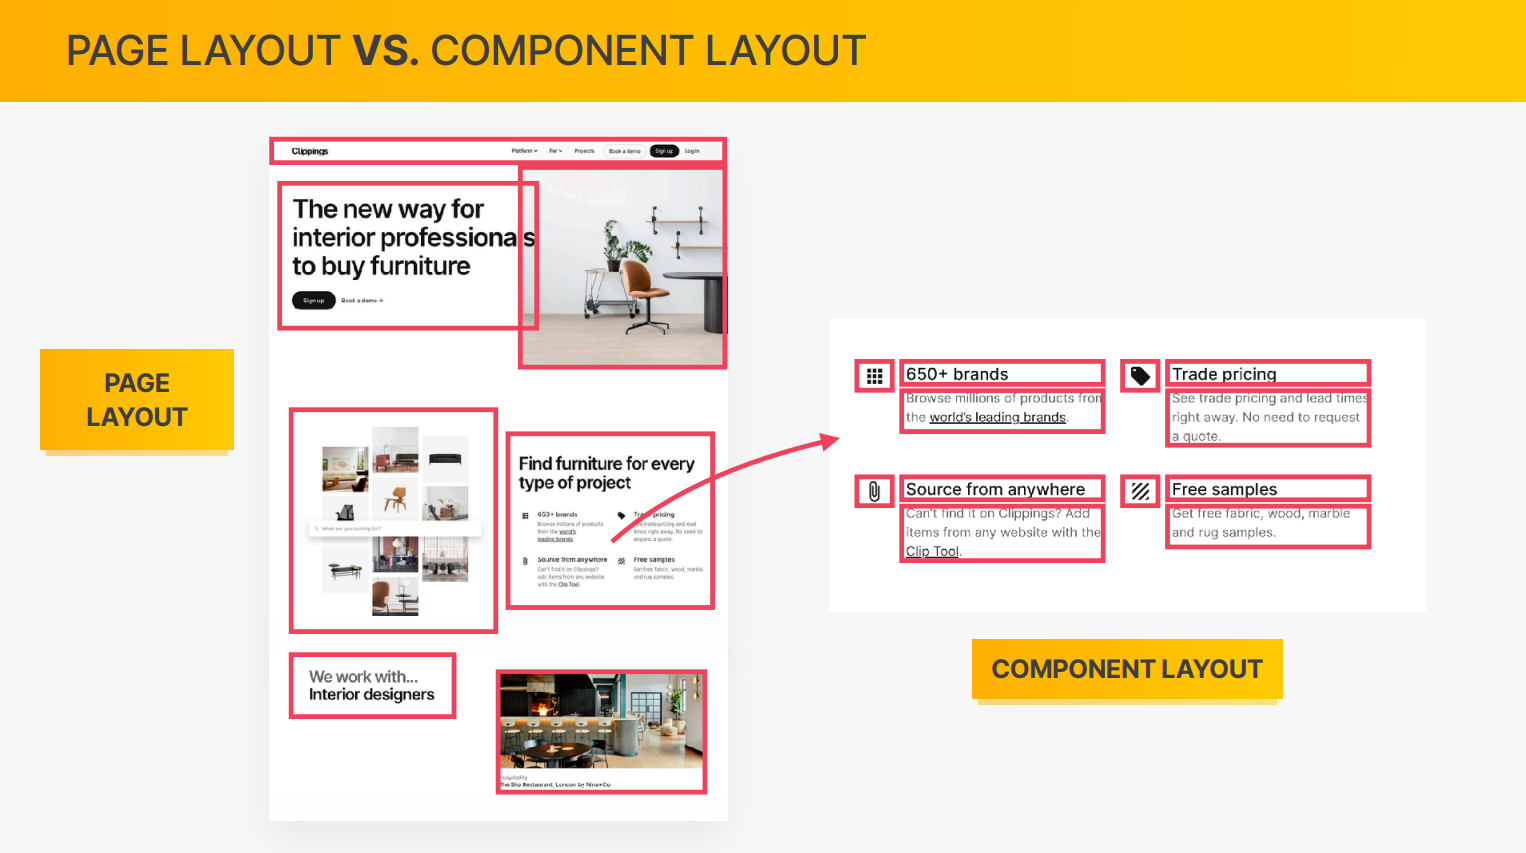 PAGE LAYOUT VS. COMPONENT LAYOUT
Clippings
Platform
For
Projects
Book a demo
Sign up
Login
The new way for
interior professionals
to buy furniture
Sign up
Book a demo →
PAGE
LAYOUT
What are you looking for?
Find furniture for every
type of project
650+ brands
Browse millions of products
from the world's
leading brands.
Trade pricing
See trade pricing and lead
times right away. No need to
request a quote.
Source from anywhere
Can't find it on Clippings?
Add items from any website
with the Clip Tool.
Free samples
Get free fabric, wood, marble
and rug samples.
We work with...
Interior designers
Hospitality
The Silo Restaurant, London by Nina+Co
650+ brands
Browse millions of products from
the world's leading brands.
Trade pricing
See trade pricing and lead times
right away. No need to request
a quote.
Source from anywhere
Can't find it on Clippings? Add
items from any website with the
Clip Tool.
Free samples
Get free fabric, wood, marble
and rug samples.
COMPONENT LAYOUT